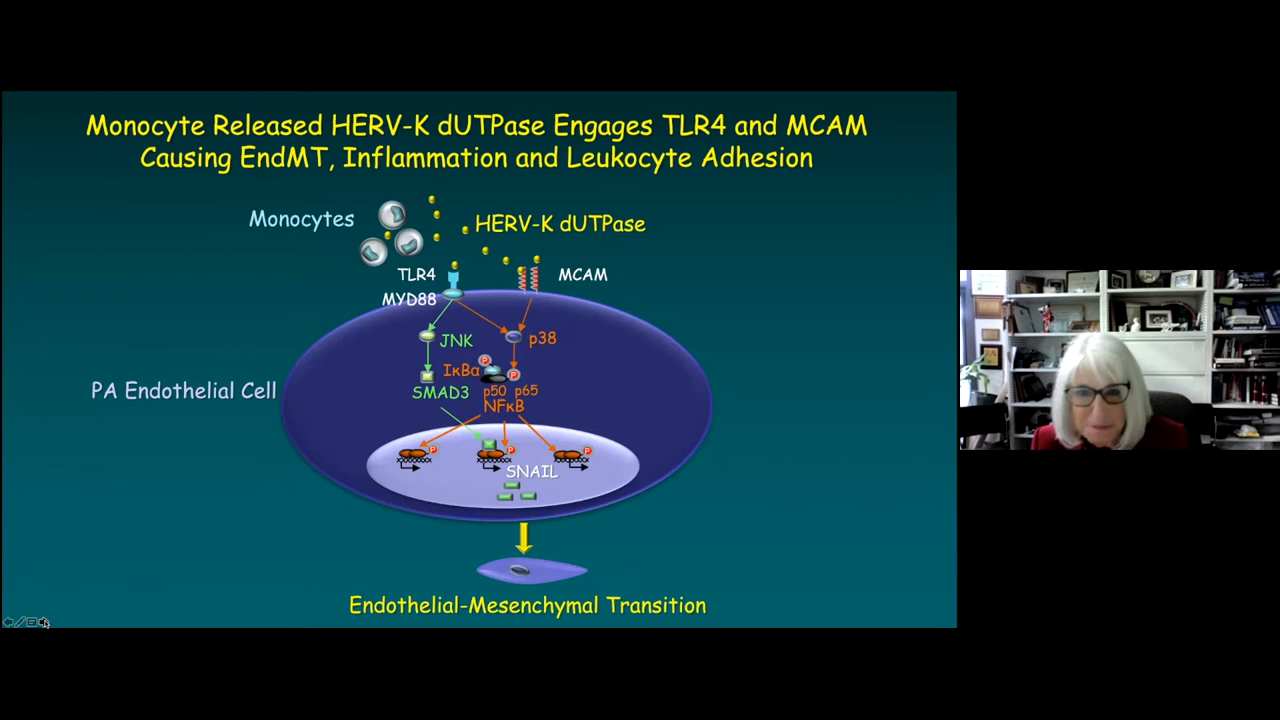 Monocyte Released HERV-K dUTPase Engages TLR4 and MCAM
Causing EndMT, Inflammation and Leukocyte Adhesion
Monocytes
HERV-K dUTPase
TLR4
MCAM
MYD88
JNK
p38
P
IκBα
P
SMAD3
p50 p65
NFκB
PA Endothelial Cell
P
P
P
SNAIL
Endothelial-Mesenchymal Transition